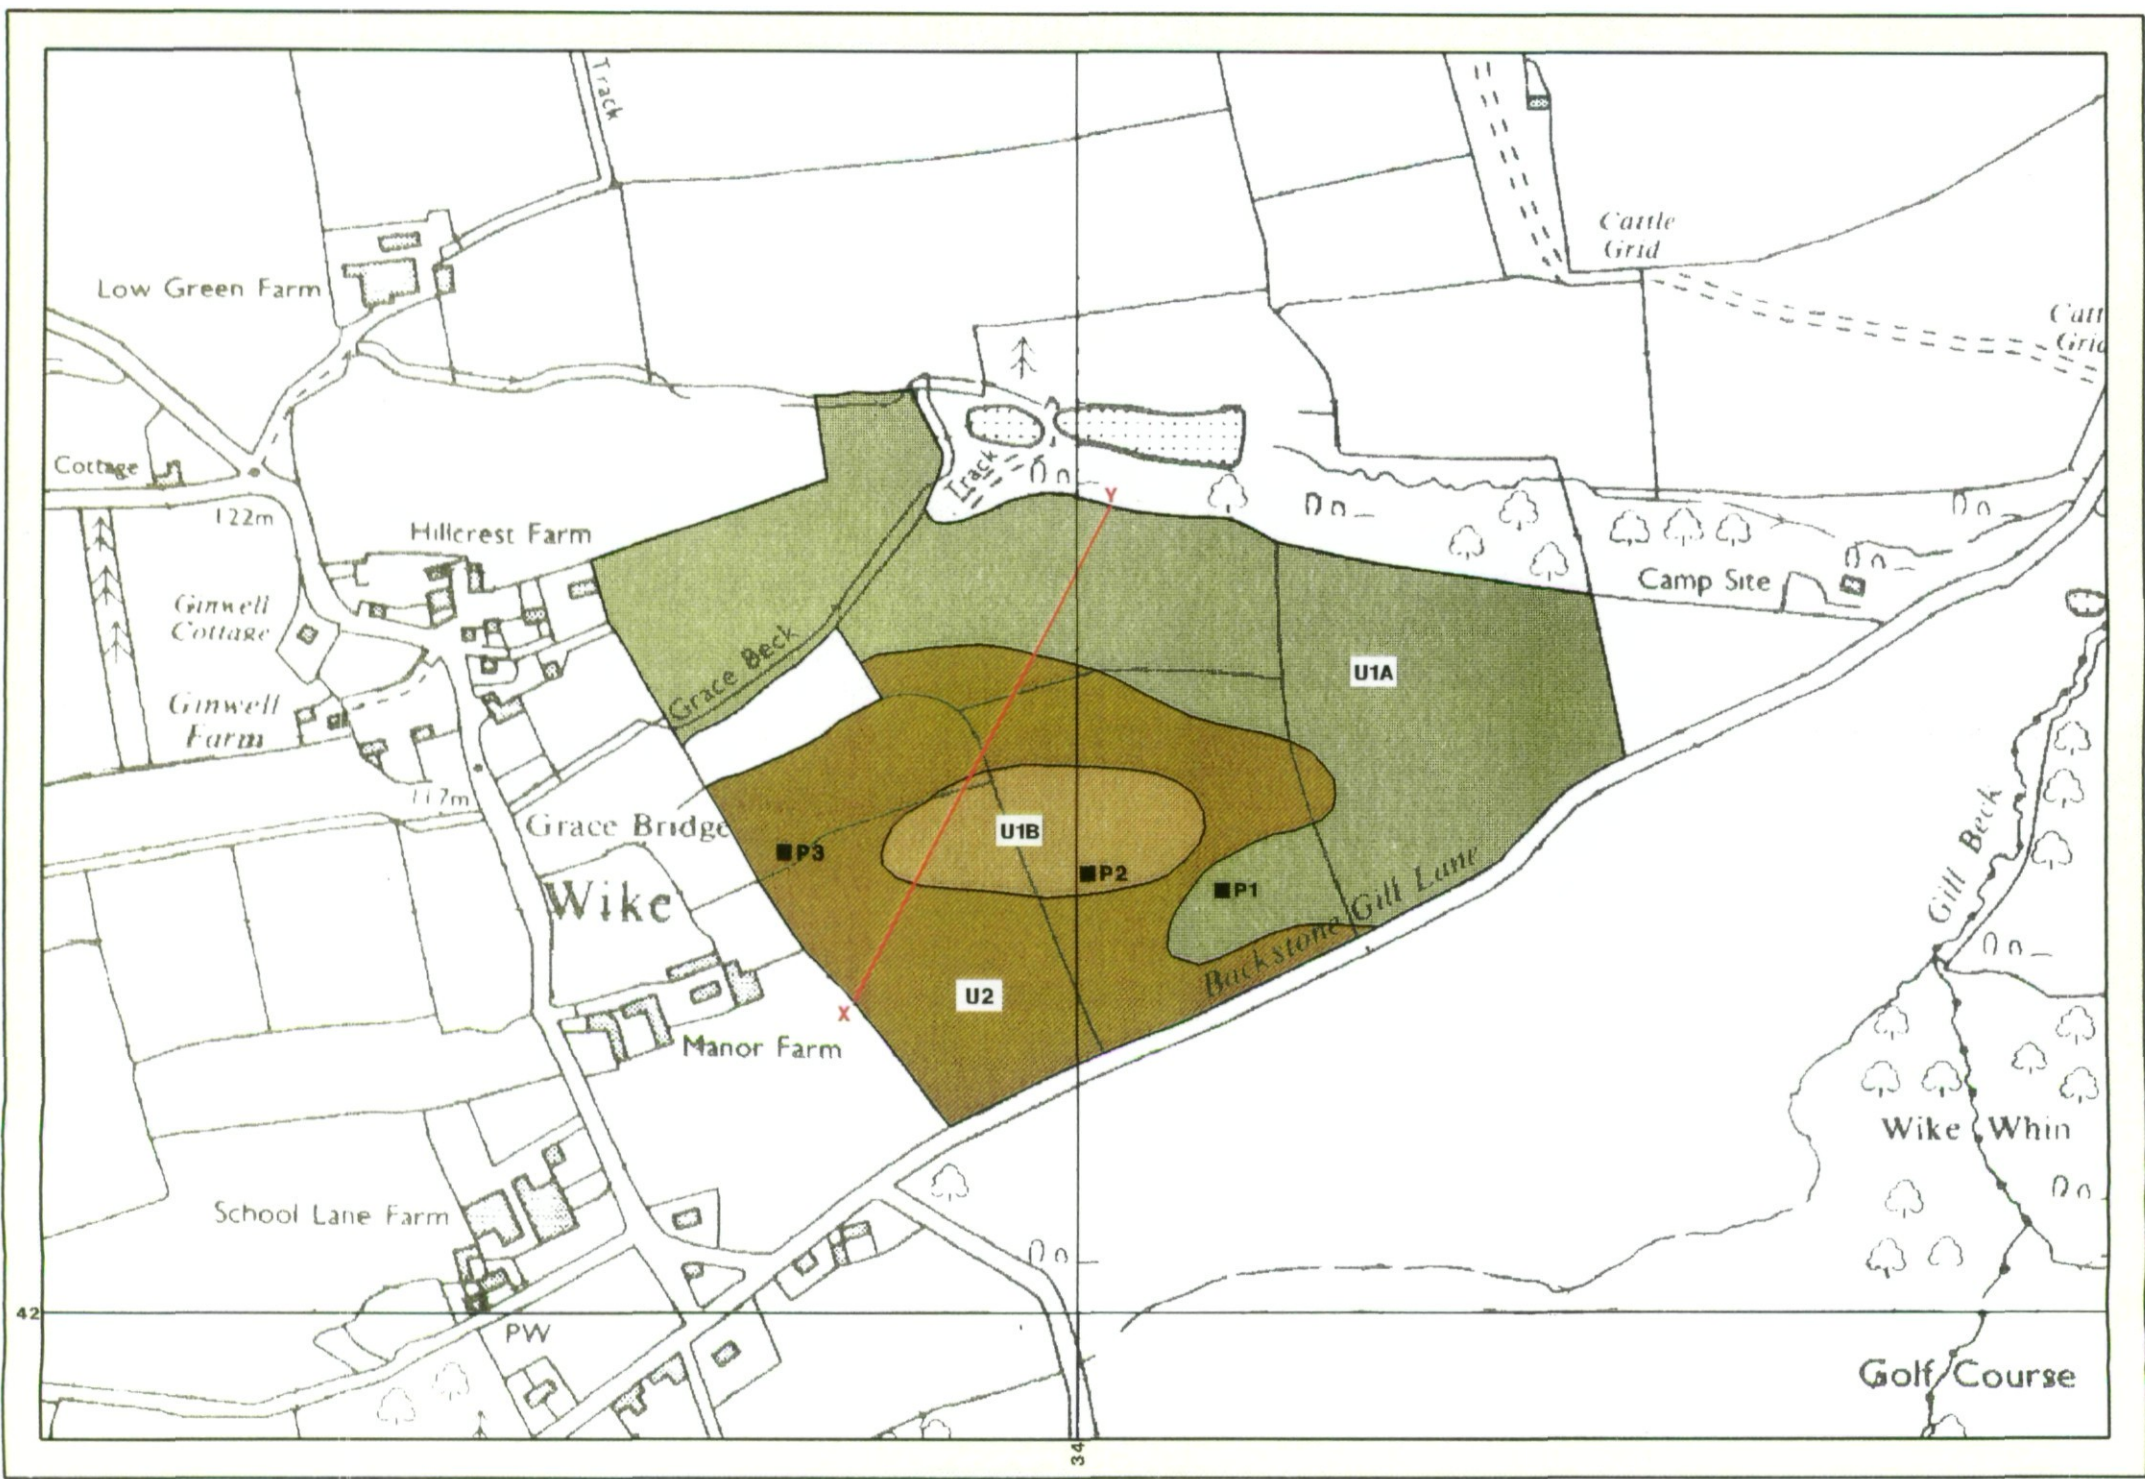 Track
Cattle
Grid
Low Green Farm
Catt
Grid
Cottage
122m
Track
Y
Hillcrest Farm
Camp Site
Ginwell
Cottage
Grace Beck
U1A
Ginwell
Farm
117m
Grace Bridge
U1B
P3
P2
P1
Wike
Backstone Gill Lane
Gill Beck
U2
X
Manor Farm
Wike Whin
School Lane Farm
42
PW
Golf Course
34